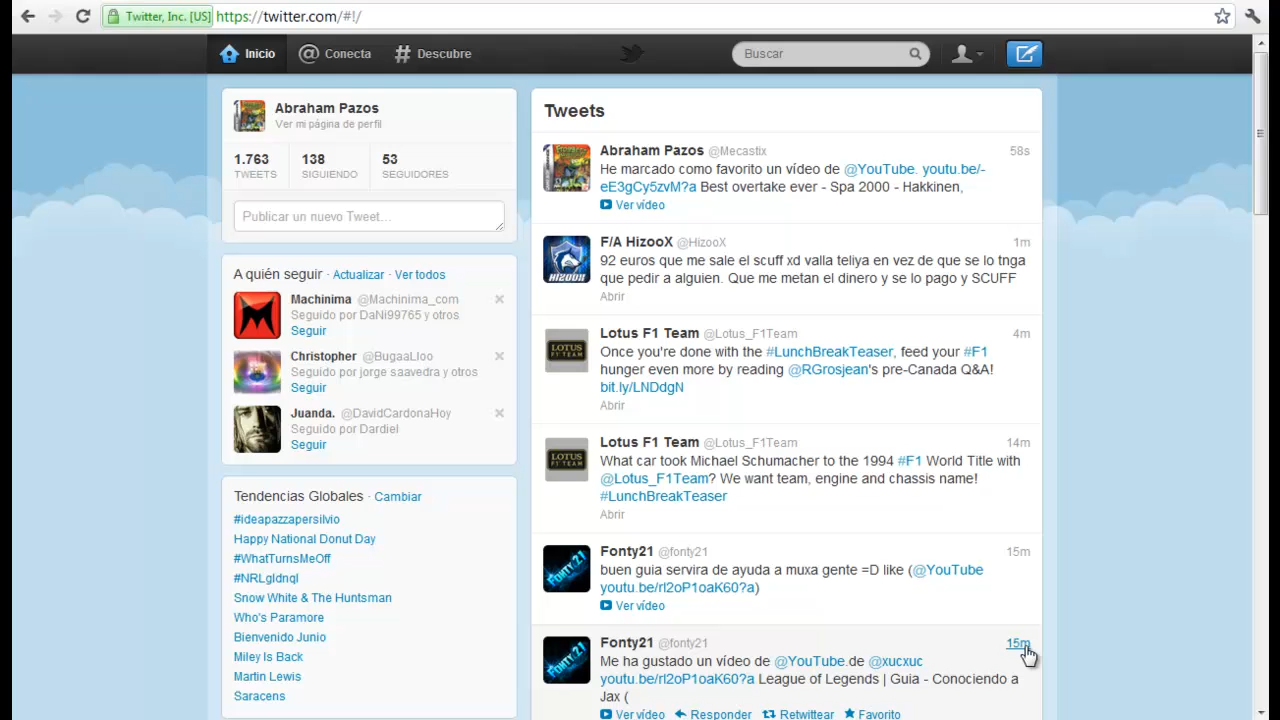 Twitter, Inc. [US] https://twitter.com/#!/
Inicio
Conecta
Descubre
Buscar
Abraham Pazos
Ver mi página de perfil
1.763 138 53
TWEETS SIGUIENDO SEGUIDORES
Publicar un nuevo Tweet...
A quién seguir · Actualizar · Ver todos
Machinima @Machinima_com
Seguido por DaNi99765 y otros
Seguir
Christopher @BugaaLloo
Seguido por jorge saavedra y otros
Seguir
Juanda. @DavidCardonaHoy
Seguido por Dardiel
Seguir
Tendencias Globales · Cambiar
#ideapazzapersilvio
Happy National Donut Day
#WhatTurnsMeOff
#NRLgldnql
Snow White & The Huntsman
Who's Paramore
Bienvenido Junio
Miley Is Back
Martin Lewis
Saracens
Tweets
Abraham Pazos @Mecastix 58s
He marcado como favorito un vídeo de @YouTube. youtu.be/-
eE3gCy5zvM?a Best overtake ever - Spa 2000 - Hakkinen,
Ver vídeo
F/A HizooX @HizooX 1m
92 euros que me sale el scuff xd valla teliya en vez de que se lo tnga
que pedir a alguien. Que me metan el dinero y se lo pago y SCUFF
Abrir
Lotus F1 Team @Lotus_F1Team 4m
Once you're done with the #LunchBreakTeaser, feed your #F1
hunger even more by reading @RGrosjean's pre-Canada Q&A!
bit.ly/LNDdgN
Abrir
Lotus F1 Team @Lotus_F1Team 14m
What car took Michael Schumacher to the 1994 #F1 World Title with
@Lotus_F1Team? We want team, engine and chassis name!
#LunchBreakTeaser
Abrir
Fonty21 @fonty21 15m
buen guia servira de ayuda a muxa gente =D like (@YouTube
youtu.be/rl2oP1oaK60?a)
Ver vídeo
Fonty21 @fonty21 15m
Me ha gustado un vídeo de @YouTube de @xucxuc
youtu.be/rl2oP1oaK60?a League of Legends | Guia - Conociendo a
Jax (
Ver vídeo Responder Retwittear Favorito
LOTUS
F1 TEAM
LOTUS
F1 TEAM
HIZOOX
FONTY21
FONTY21